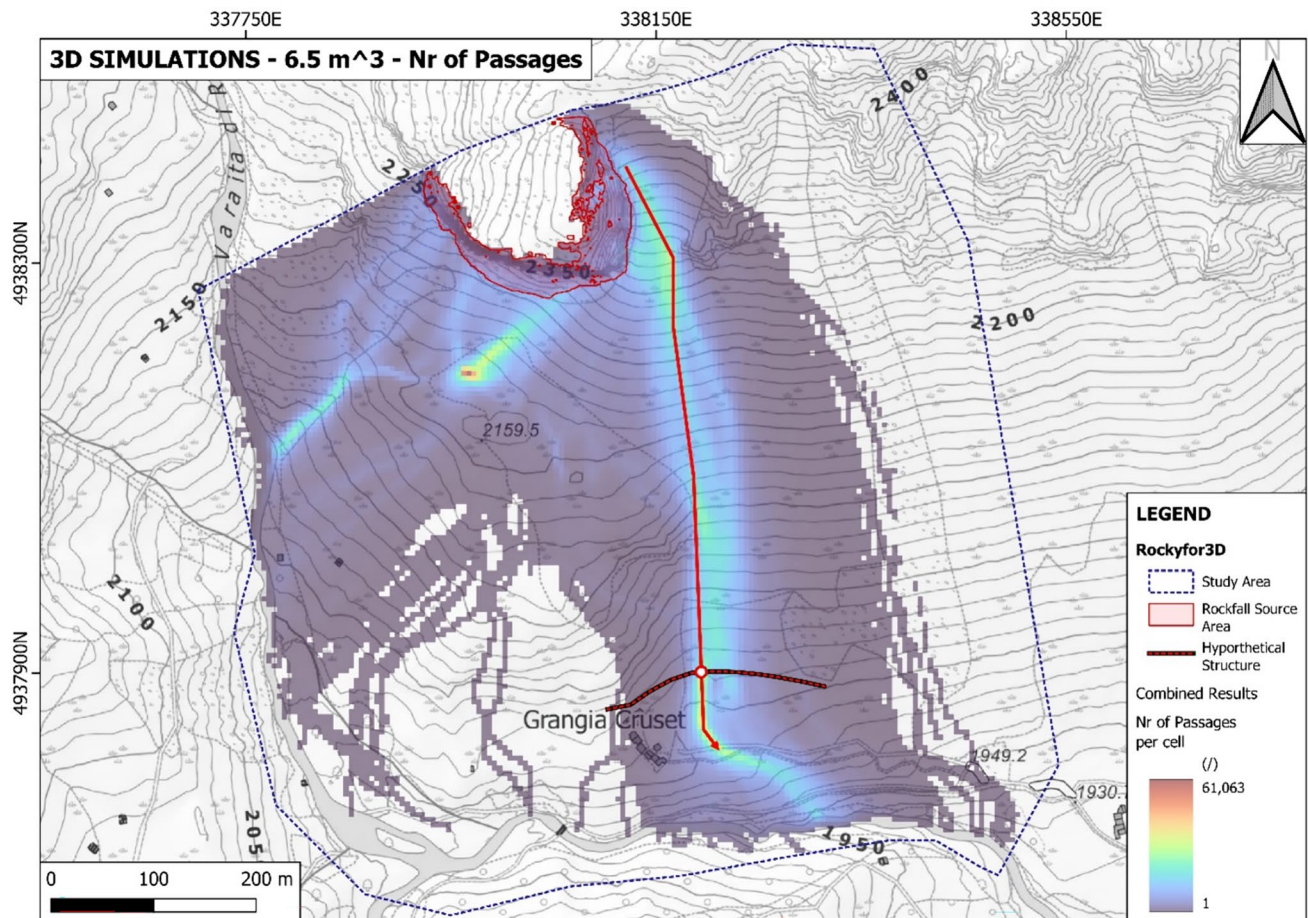 337750E
338150E
338550E
3D SIMULATIONS - 6.5 m^3 - Nr of Passages
N
2400
Varaita di R
2250
4938300N
2350
2150
2200
2159.5
2100
LEGEND
Rockyfor3D
Study Area
Rockfall Source
Area
Hyporthetical
Structure
4937900N
Combined Results
Grangia Cruset
Nr of Passages
per cell
(/)
1949.2
61,063
1930.
205
1950
0
100
200 m
1